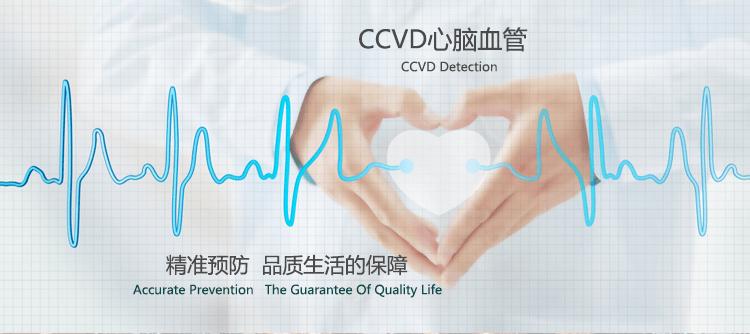 CCVD心脑血管
CCVD Detection
精准预防 品质生活的保障
Accurate Prevention The Guarantee Of Quality Life